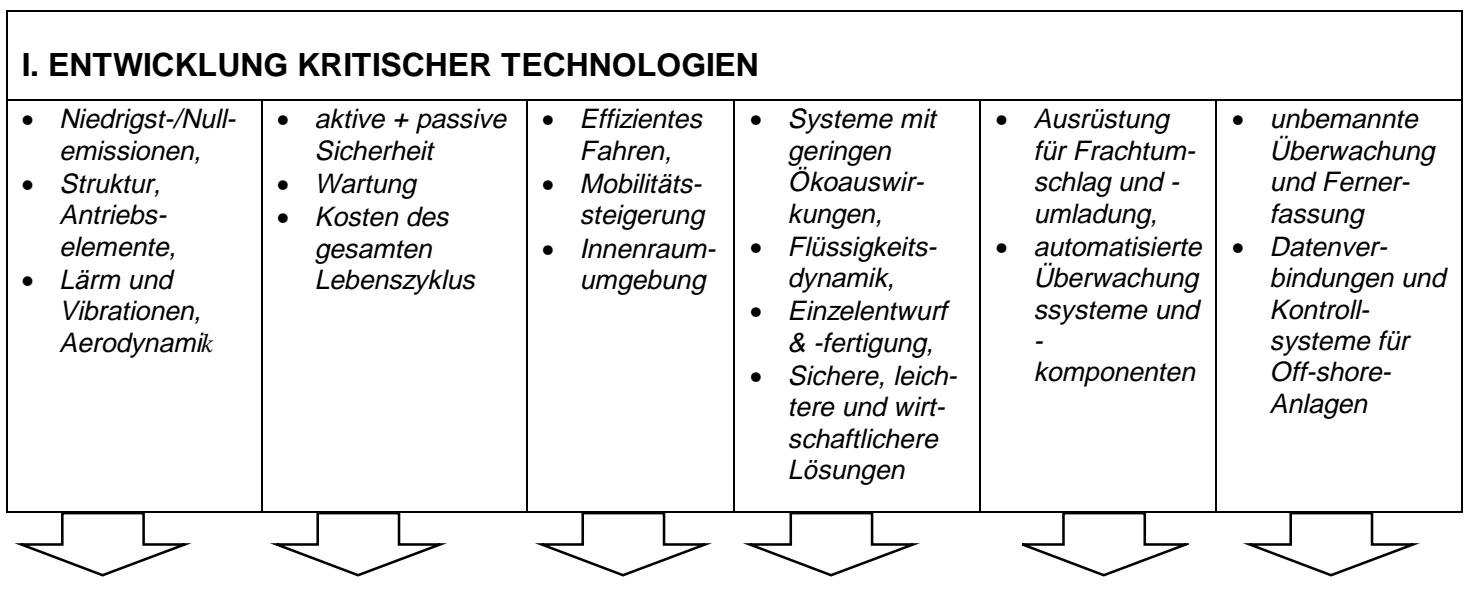 I. ENTWICKLUNG KRITISCHER TECHNOLOGIEN
• Niedrigst-/Null-
emissionen,
• Struktur,
Antriebs-
elemente,
• Lärm und
Vibrationen,
Aerodynamik
• aktive + passive
Sicherheit
• Wartung
• Kosten des
gesamten
Lebenszyklus
• Effizientes
Fahren,
• Mobilitäts-
steigerung
• Innenraum-
umgebung
• Systeme mit
geringen
Ökoauswir-
kungen,
• Flüssigkeits-
dynamik,
• Einzelentwurf
& -fertigung,
• Sichere, leich-
tere und wirt-
schaftlichere
Lösungen
• Ausrüstung
für Frachtum-
schlag und -
umladung,
• automatisierte
Überwachung
ssysteme und
-
komponenten
• unbemannte
Überwachung
und Ferner-
fassung
• Datenver-
bindungen und
Kontroll-
systeme für
Off-shore-
Anlagen